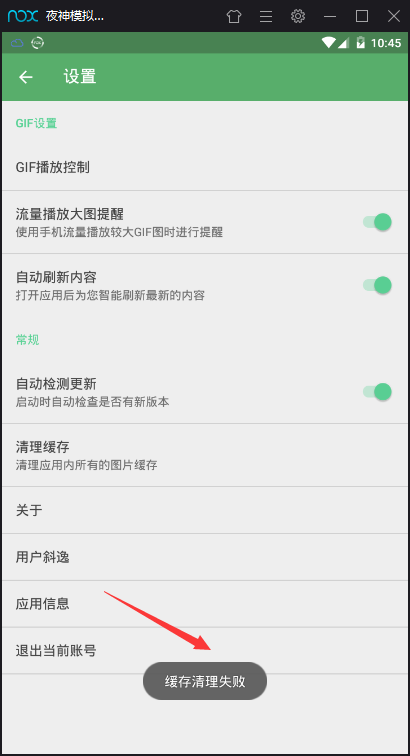 nox 夜神模拟...
10:45
设置
GIF设置
GIF播放控制
流量播放大图提醒
使用手机流量播放较大GIF图时进行提醒
自动刷新内容
打开应用后为您智能刷新最新的内容
常规
自动检测更新
启动时自动检查是否有新版本
清理缓存
清理应用内所有的图片缓存
关于
用户斜逸
应用信息
退出当前账号
缓存清理失败